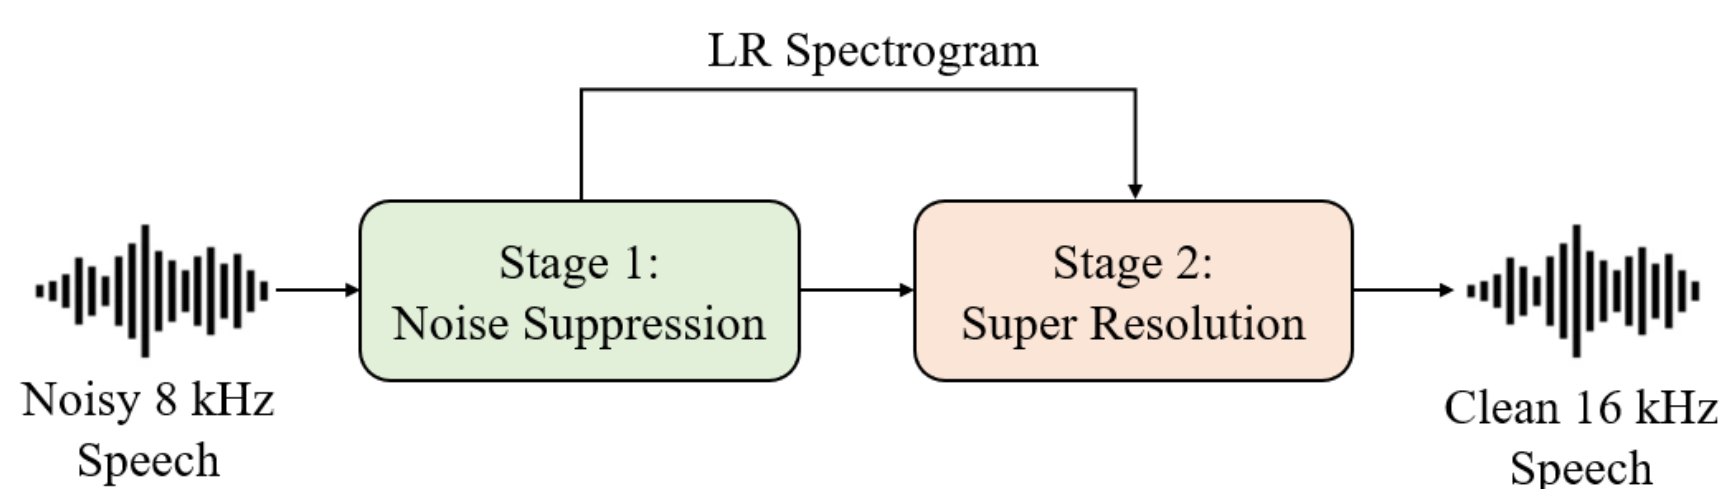 LR Spectrogram
Stage 1:
Noise Suppression
Stage 2:
Super Resolution
Noisy 8 kHz
Speech
Clean 16 kHz
Speech